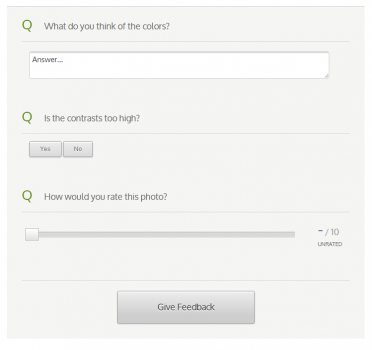 Q What do you think of the colors?
Answer...
Q Is the contrasts too high?
Yes No
Q How would you rate this photo?
- / 10
UNRATED
Give Feedback